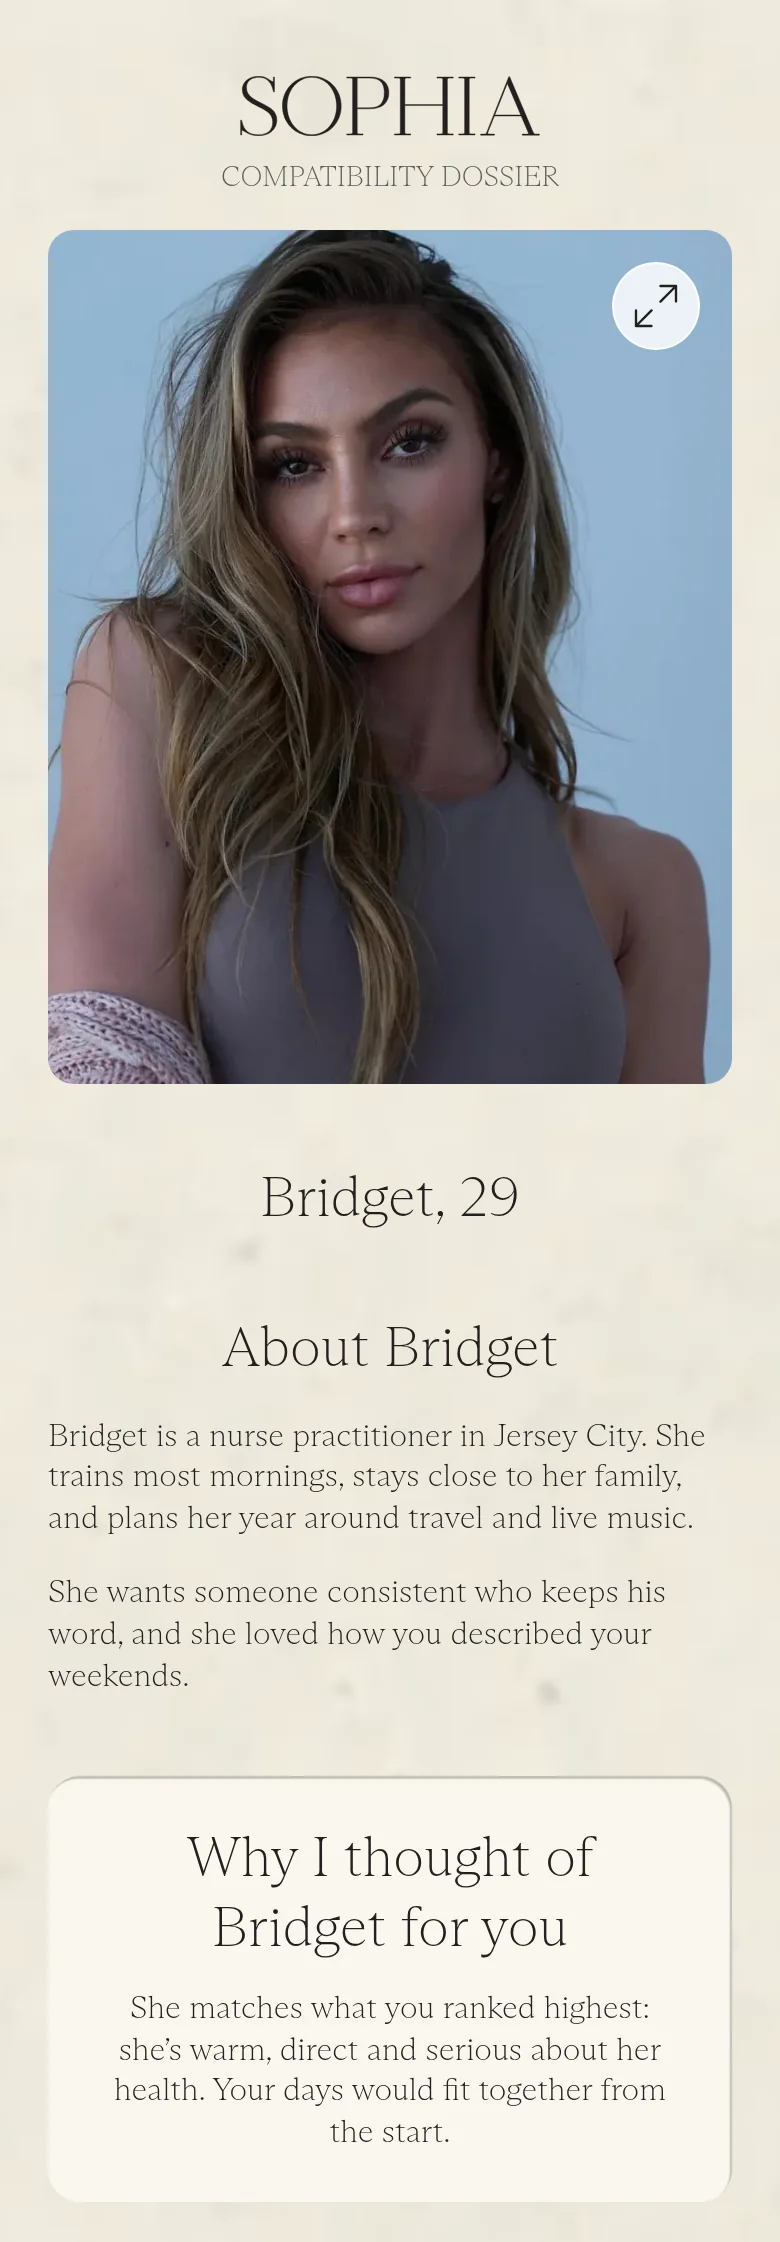 SOPHIA
COMPATIBILITY DOSSIER
Bridget, 29
About Bridget
Bridget is a nurse practitioner in Jersey City. She
trains most mornings, stays close to her family,
and plans her year around travel and live music.
She wants someone consistent who keeps his
word, and she loved how you described your
weekends.
Why I thought of
Bridget for you
She matches what you ranked highest:
she’s warm, direct and serious about her
health. Your days would fit together from
the start.